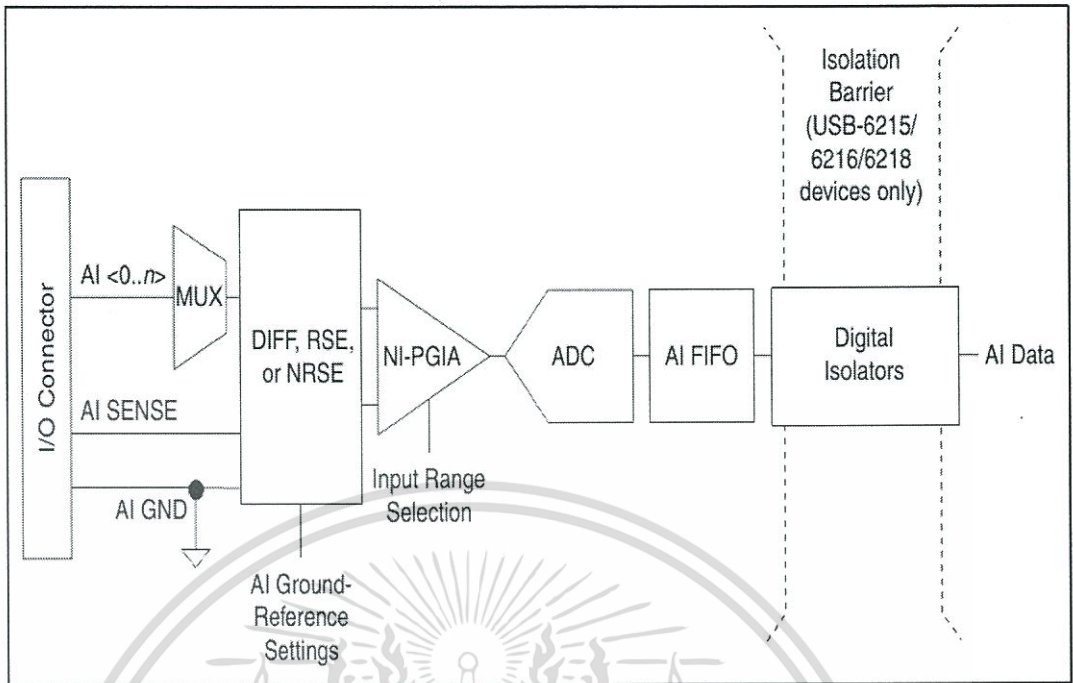 Isolation
Barrier
(USB-6215/
6216/6218
devices only)
I/O Connector
AI <0..n>
MUX
AI SENSE
AI GND
DIFF, RSE,
or NRSE
NI-PGIA
ADC
AI FIFO
Digital
Isolators
AI Data
Input Range
Selection
AI Ground-
Reference
Settings